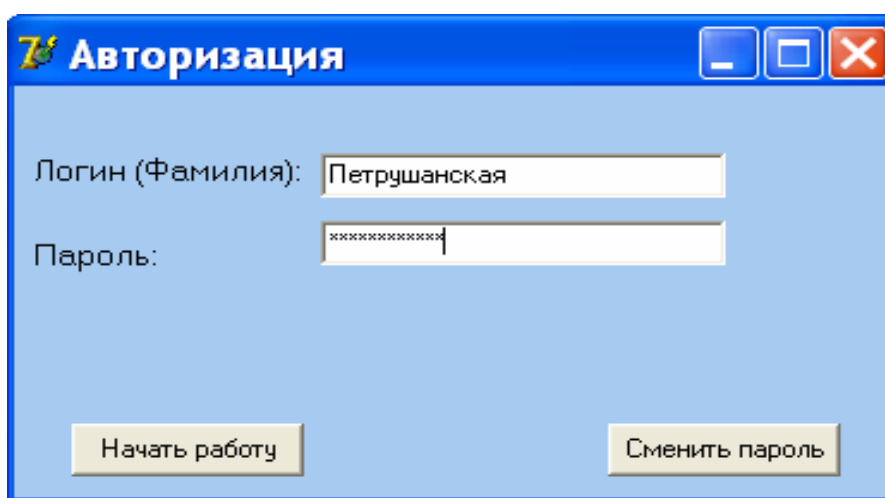 Авторизация
Логин (Фамилия): Петрушанская
Пароль: ************
Начать работу Сменить пароль